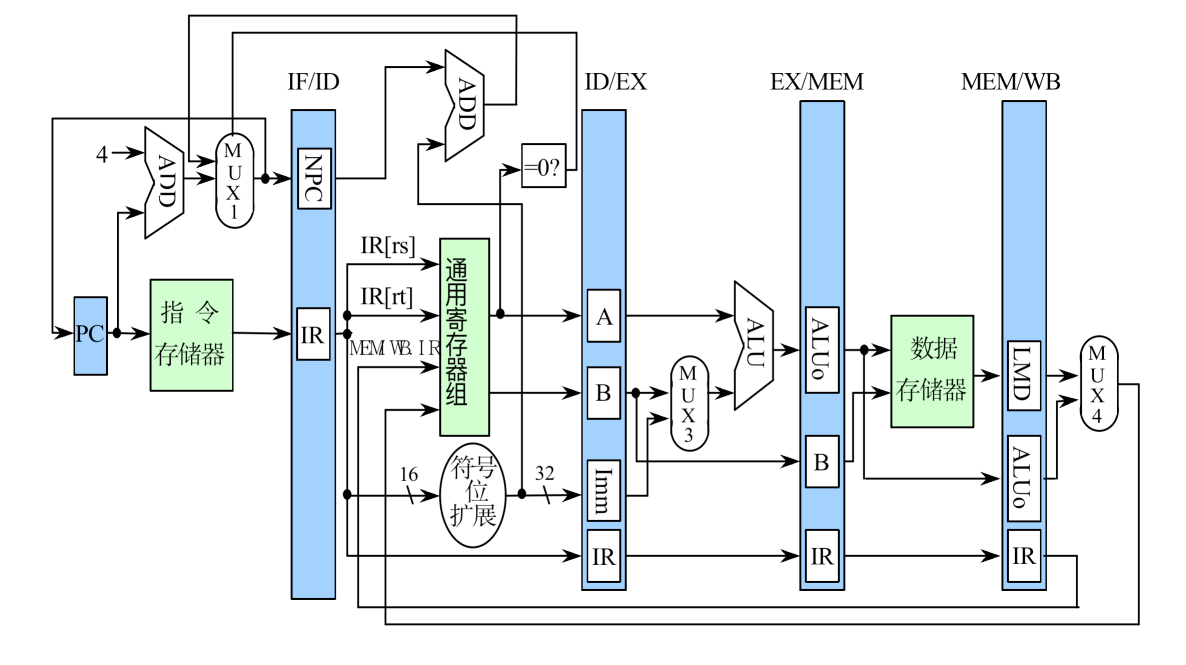 IF/ID
ID/EX
EX/MEM
MEM/WB
4
ADD
MUX1
NPC
ADD
=0?
PC
指 令
存储器
IR
IR[rs]
IR[rt]
MEM/WB.IR
通用寄存器组
16
符号
位
扩展
32
A
B
Imm
IR
MUX3
ALU
ALUo
B
IR
数据
存储器
LMD
ALUo
IR
MUX4